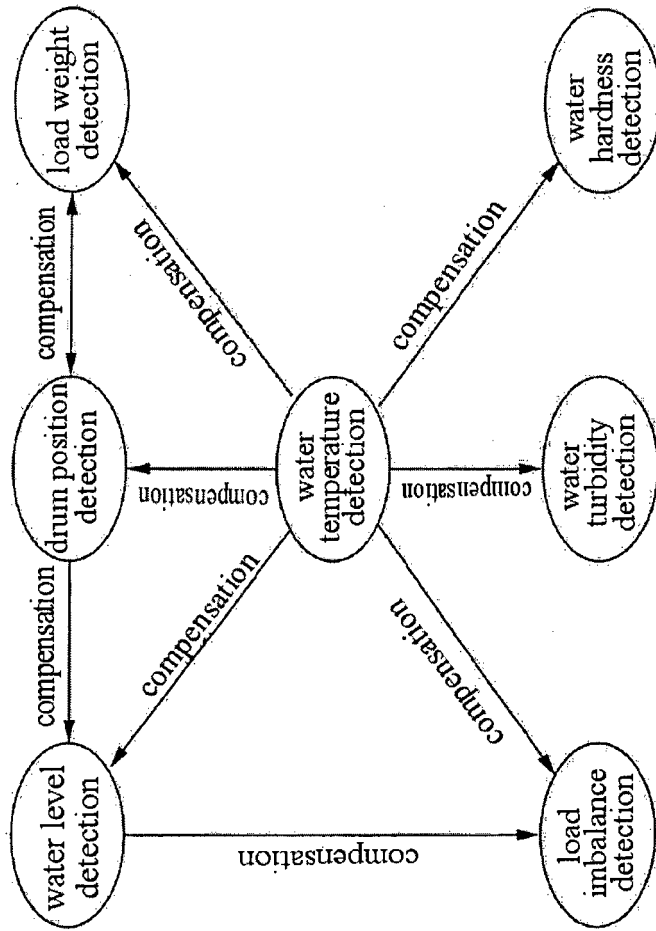 water level
detection
compensation
drum position
detection
compensation
load weight
detection
compensation
compensation
compensation
compensation
water
temperature
detection
compensation
compensation
compensation
load
imbalance
detection
water
turbidity
detection
water
hardness
detection